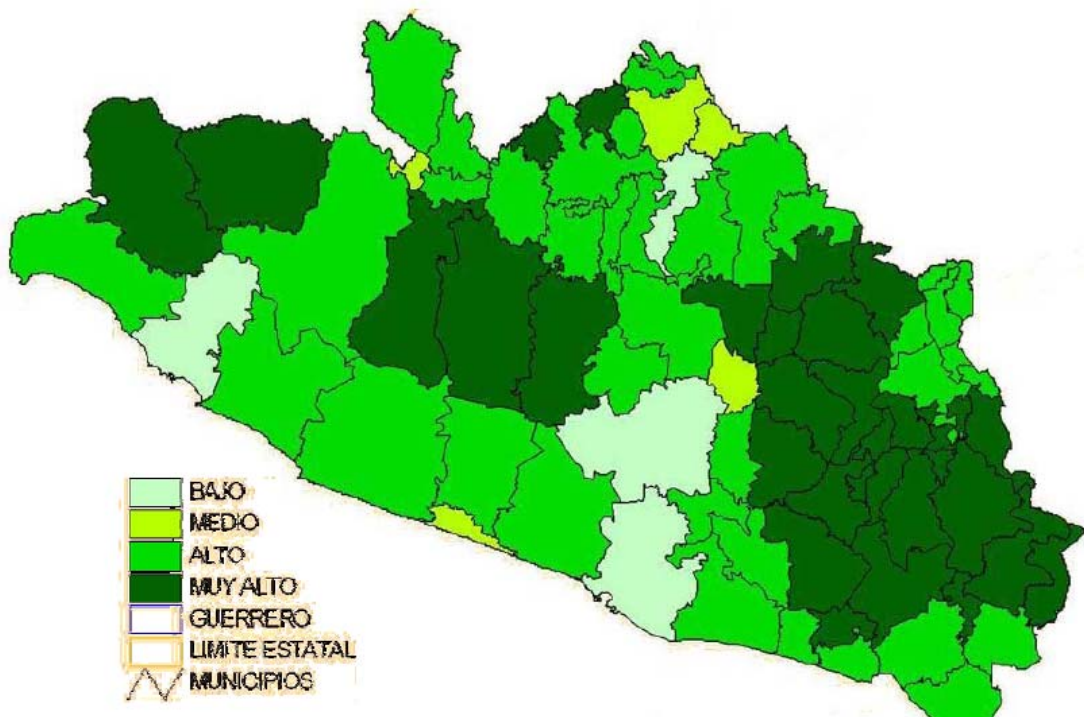 BAJO
MEDIO
ALTO
MUY ALTO
GUERRERO
LIMITE ESTATAL
MUNICIPIOS